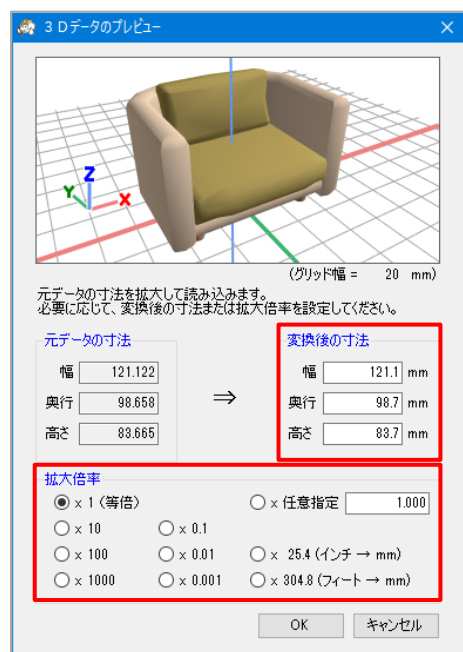 ３Ｄデータのプレビュー
Z
Y
X
(グリッド幅 = 20 mm)
元データの寸法を拡大して読み込みます。
必要に応じて、変換後の寸法または拡大倍率を設定してください。
元データの寸法 変換後の寸法
幅 121.122 幅 121.1 mm
奥行 98.658 ⇒ 奥行 98.7 mm
高さ 83.665 高さ 83.7 mm
拡大倍率
x 1 (等倍) x 任意指定 1.000
x 10 x 0.1
x 100 x 0.01 x 25.4 (インチ → mm)
x 1000 x 0.001 x 304.8 (フィート → mm)
OK キャンセル